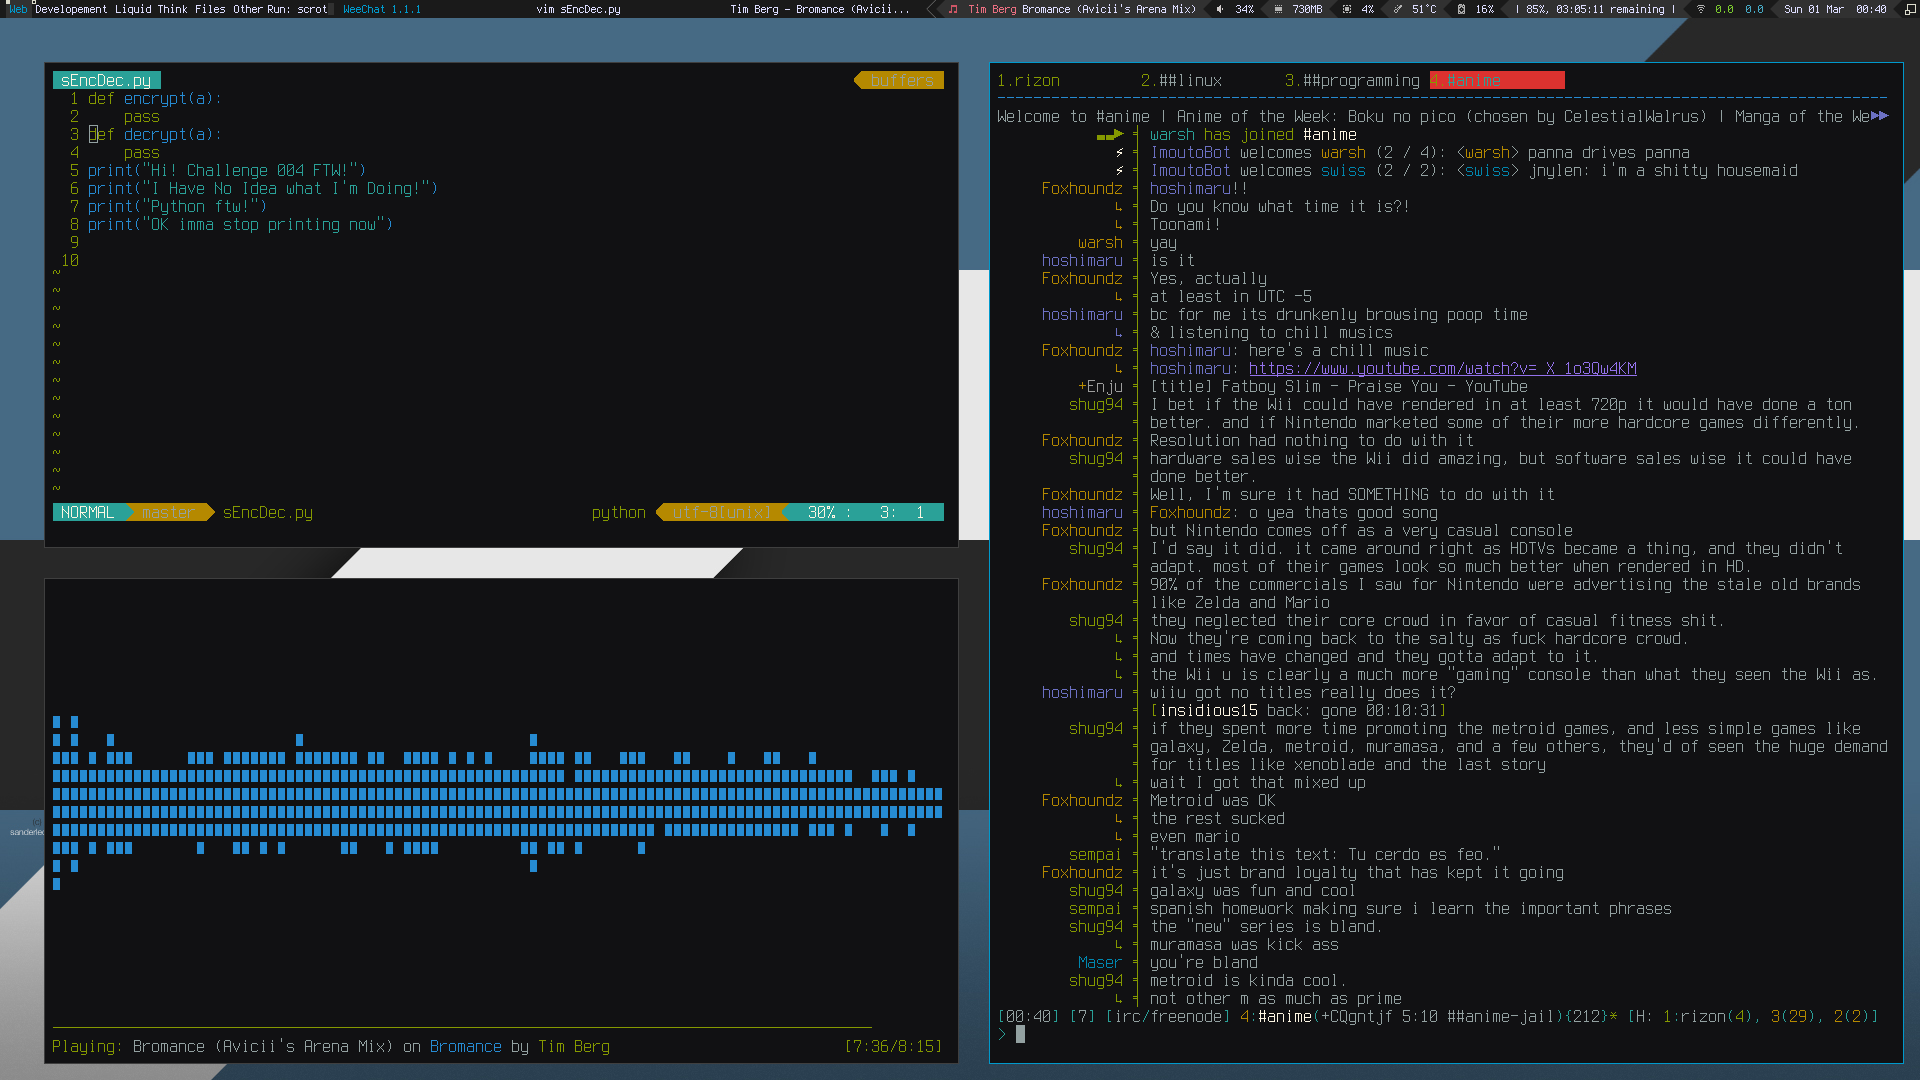 Web Developement Liquid Think Files Other Run: scrot WeeChat 1.1.1 vim sEncDec.py Tim Berg - Bromance (Avicii... Tim Berg Bromance (Avicii's Arena Mix) 34% 730MB 4% 51°C 16% | 85%, 03:05:11 remaining | 0.0 0.0 Sun 01 Mar 00:40
sEncDec.py buffers
1 def encrypt(a):
2 pass
3 def decrypt(a):
4 pass
5 print("Hi! Challenge 004 FTW!")
6 print("I Have No Idea what I'm Doing!")
7 print("Python ftw!")
8 print("OK imma stop printing now")
9
10
~
~
~
~
~
~
~
~
~
~
~
~
~
NORMAL master sEncDec.py python utf-8[unix] 30% : 3: 1
Playing: Bromance (Avicii's Arena Mix) on Bromance by Tim Berg [7:36/8:15]
1.rizon 2.##linux 3.##programming 4.#anime
Welcome to #anime | Anime of the Week: Boku no pico (chosen by CelestialWalrus) | Manga of the We
warsh has joined #anime
ImoutoBot welcomes warsh (2 / 4): <warsh> panna drives panna
ImoutoBot welcomes swiss (2 / 2): <swiss> jnylen: i'm a shitty housemaid
Foxhoundz hoshimaru!!
Do you know what time it is?!
Toonami!
warsh yay
hoshimaru is it
Foxhoundz Yes, actually
at least in UTC -5
hoshimaru bc for me its drunkenly browsing poop time
& listening to chill musics
Foxhoundz hoshimaru: here's a chill music
hoshimaru: https://www.youtube.com/watch?v=_X_1o3Qw4KM
+Enju [title] Fatboy Slim - Praise You - YouTube
shug94 I bet if the Wii could have rendered in at least 720p it would have done a ton
better. and if Nintendo marketed some of their more hardcore games differently.
Foxhoundz Resolution had nothing to do with it
shug94 hardware sales wise the Wii did amazing, but software sales wise it could have
done better.
Foxhoundz Well, I'm sure it had SOMETHING to do with it
hoshimaru Foxhoundz: o yea thats good song
Foxhoundz but Nintendo comes off as a very casual console
shug94 I'd say it did. it came around right as HDTVs became a thing, and they didn't
adapt. most of their games look so much better when rendered in HD.
Foxhoundz 90% of the commercials I saw for Nintendo were advertising the stale old brands
like Zelda and Mario
shug94 they neglected their core crowd in favor of casual fitness shit.
Now they're coming back to the salty as fuck hardcore crowd.
and times have changed and they gotta adapt to it.
the Wii u is clearly a much more "gaming" console than what they seen the Wii as.
hoshimaru wiiu got no titles really does it?
[insidious15 back: gone 00:10:31]
shug94 if they spent more time promoting the metroid games, and less simple games like
galaxy, Zelda, metroid, muramasa, and a few others, they'd of seen the huge demand
for titles like xenoblade and the last story
wait I got that mixed up
Foxhoundz Metroid was OK
the rest sucked
even mario
sempai "translate this text: Tu cerdo es feo."
Foxhoundz it's just brand loyalty that has kept it going
shug94 galaxy was fun and cool
sempai spanish homework making sure i learn the important phrases
shug94 the "new" series is bland.
muramasa was kick ass
Maser you're bland
shug94 metroid is kinda cool.
not other m as much as prime
[00:40] [7] [irc/freenode] 4:#anime(+CQgntjf 5:10 ##anime-jail){212}* [H: 1:rizon(4), 3(29), 2(2)]
>